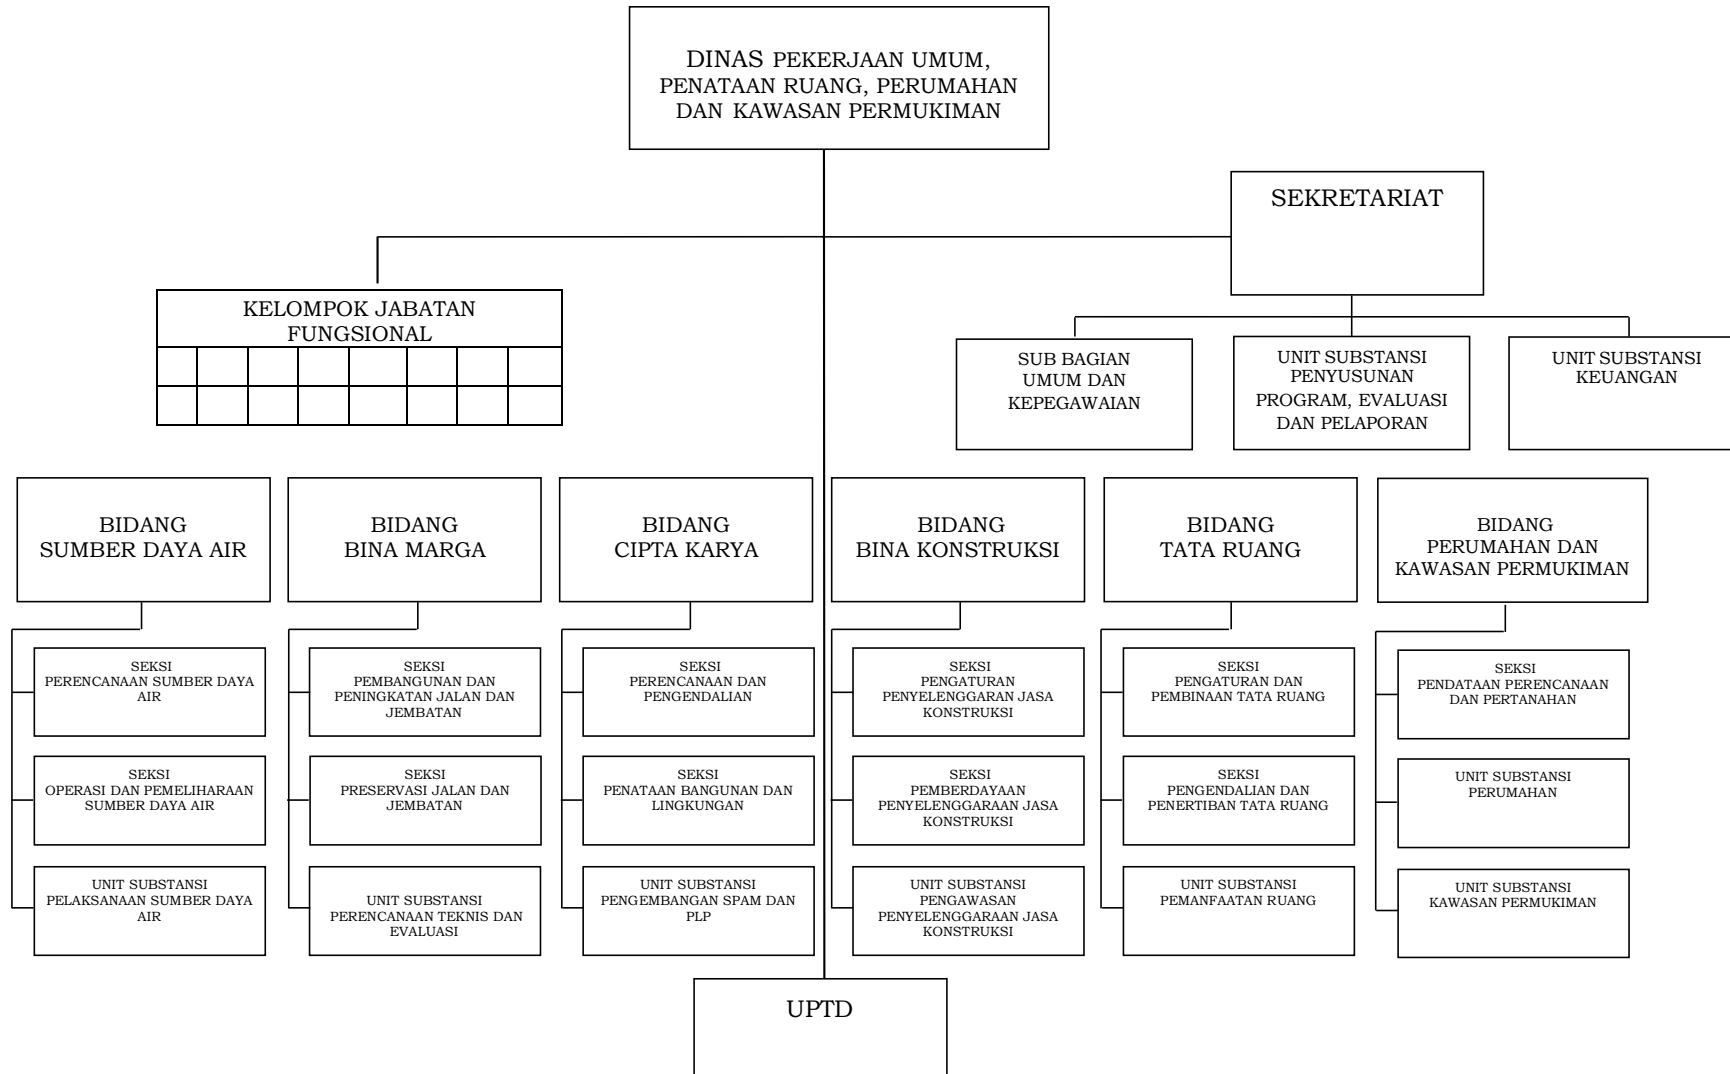 DINAS PEKERJAAN UMUM,
PENATAAN RUANG, PERUMAHAN
DAN KAWASAN PERMUKIMAN
SEKRETARIAT
KELOMPOK JABATAN
FUNGSIONAL
SUB BAGIAN
UMUM DAN
KEPEGAWAIAN
UNIT SUBSTANSI
PENYUSUNAN
PROGRAM, EVALUASI
DAN PELAPORAN
UNIT SUBSTANSI
KEUANGAN
BIDANG
SUMBER DAYA AIR
BIDANG
BINA MARGA
BIDANG
CIPTA KARYA
BIDANG
BINA KONSTRUKSI
BIDANG
TATA RUANG
BIDANG
PERUMAHAN DAN
KAWASAN PERMUKIMAN
SEKSI
PERENCANAAN SUMBER DAYA
AIR
SEKSI
PEMBANGUNAN DAN
PENINGKATAN JALAN DAN
JEMBATAN
SEKSI
PERENCANAAN DAN
PENGENDALIAN
SEKSI
PENGATURAN
PENYELENGGARAN JASA
KONSTRUKSI
SEKSI
PENGATURAN DAN
PEMBINAAN TATA RUANG
SEKSI
PENDATAAN PERENCANAAN
DAN PERTANAHAN
SEKSI
OPERASI DAN PEMELIHARAAN
SUMBER DAYA AIR
SEKSI
PRESERVASI JALAN DAN
JEMBATAN
SEKSI
PENATAAN BANGUNAN DAN
LINGKUNGAN
SEKSI
PEMBERDAYAAN
PENYELENGGARAAN JASA
KONSTRUKSI
SEKSI
PENGENDALIAN DAN
PENERTIBAN TATA RUANG
UNIT SUBSTANSI
PERUMAHAN
UNIT SUBSTANSI
PELAKSANAAN SUMBER DAYA
AIR
UNIT SUBSTANSI
PERENCANAAN TEKNIS DAN
EVALUASI
UNIT SUBSTANSI
PENGEMBANGAN SPAM DAN
PLP
UNIT SUBSTANSI
PENGAWASAN
PENYELENGGARAAN JASA
KONSTRUKSI
UNIT SUBSTANSI
PEMANFAATAN RUANG
UNIT SUBSTANSI
KAWASAN PERMUKIMAN
UPTD